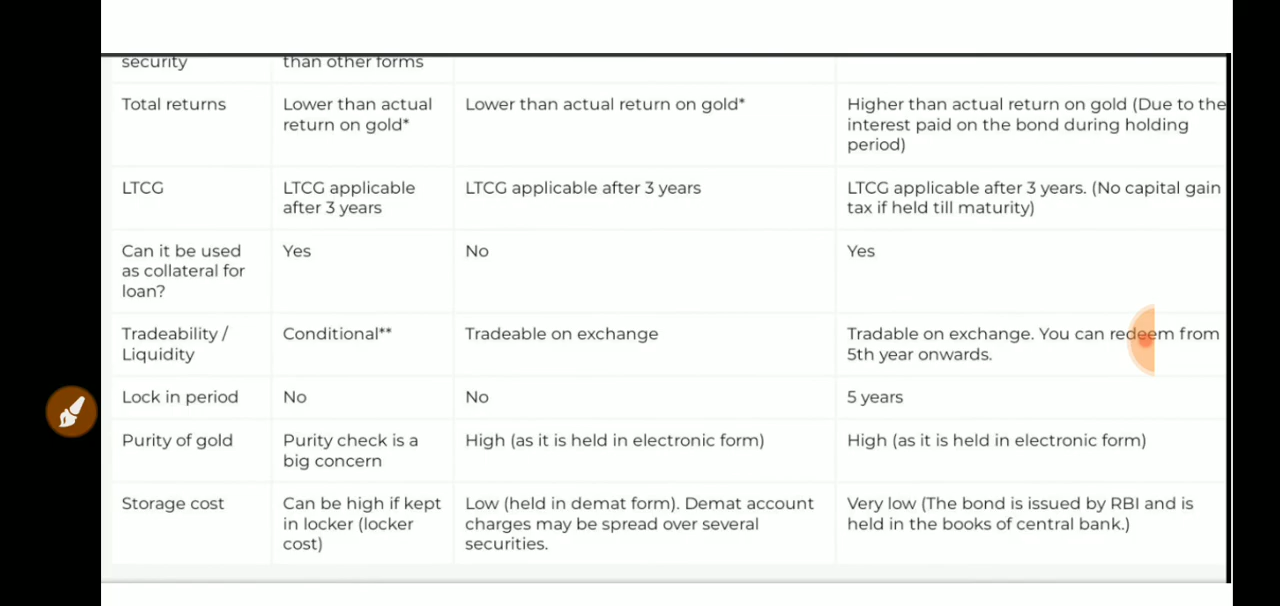 security
than other forms
Total returns
Lower than actual
return on gold*
Lower than actual return on gold*
Higher than actual return on gold (Due to the
interest paid on the bond during holding
period)
LTCG
LTCG applicable
after 3 years
LTCG applicable after 3 years
LTCG applicable after 3 years. (No capital gain
tax if held till maturity)
Can it be used
as collateral for
loan?
Yes
No
Yes
Tradeability /
Liquidity
Conditional**
Tradeable on exchange
Tradable on exchange. You can redeem from
5th year onwards.
Lock in period
No
No
5 years
Purity of gold
Purity check is a
big concern
High (as it is held in electronic form)
High (as it is held in electronic form)
Storage cost
Can be high if kept
in locker (locker
cost)
Low (held in demat form). Demat account
charges may be spread over several
securities.
Very low (The bond is issued by RBI and is
held in the books of central bank.)